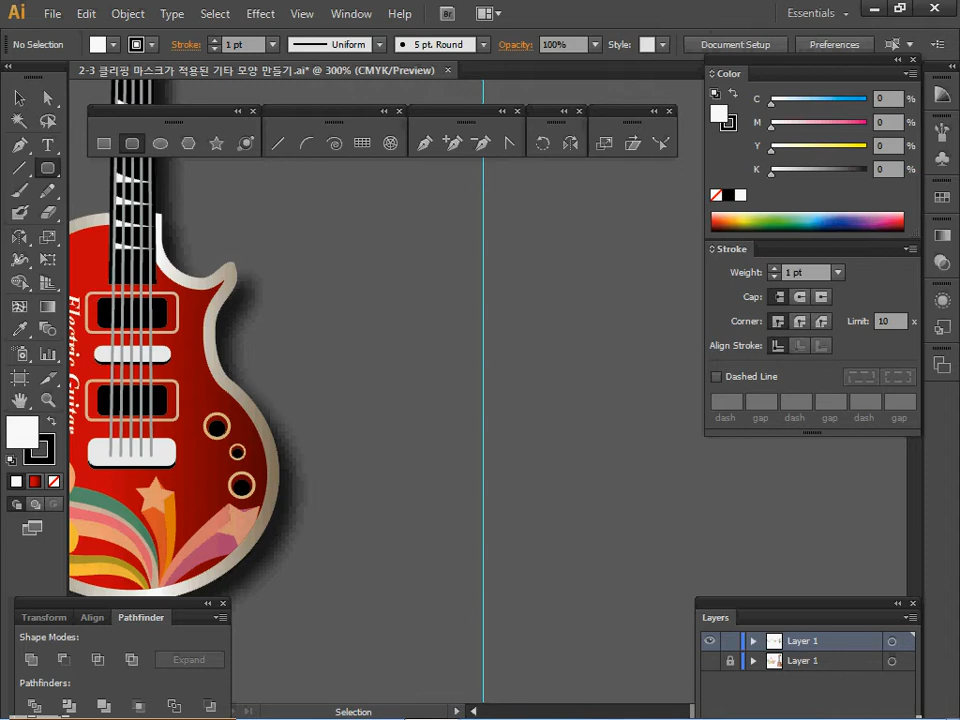 Ai File Edit Object Type Select Effect View Window Help Br Essentials
No Selection Stroke: 1 pt Uniform 5 pt. Round Opacity: 100% Style: Document Setup Preferences
2-3 클리핑 마스크가 적용된 기타 모양 만들기.ai* @ 300% (CMYK/Preview)
Color
C 0 %
M 0 %
Y 0 %
K 0 %
Stroke
Weight: 1 pt
Cap:
Corner: Limit: 10 x
Align Stroke:
Dashed Line
dash gap dash gap dash gap
Electric Guitar
Transform Align Pathfinder
Shape Modes:
Expand
Pathfinders:
Layers
Layer 1
Layer 1
Selection